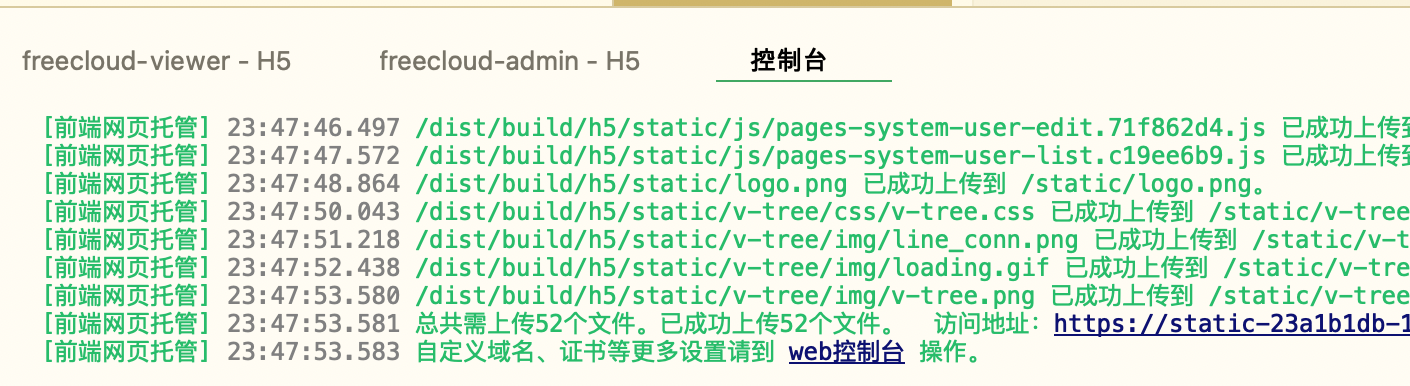 freecloud-viewer - H5 freecloud-admin - H5 控制台
[前端网页托管] 23:47:46.497 /dist/build/h5/static/js/pages-system-user-edit.71f862d4.js 已成功上传到
[前端网页托管] 23:47:47.572 /dist/build/h5/static/js/pages-system-user-list.c19ee6b9.js 已成功上传到
[前端网页托管] 23:47:48.864 /dist/build/h5/static/logo.png 已成功上传到 /static/logo.png。
[前端网页托管] 23:47:50.043 /dist/build/h5/static/v-tree/css/v-tree.css 已成功上传到 /static/v-tree
[前端网页托管] 23:47:51.218 /dist/build/h5/static/v-tree/img/line_conn.png 已成功上传到 /static/v-t
[前端网页托管] 23:47:52.438 /dist/build/h5/static/v-tree/img/loading.gif 已成功上传到 /static/v-tre
[前端网页托管] 23:47:53.580 /dist/build/h5/static/v-tree/img/v-tree.png 已成功上传到 /static/v-tree
[前端网页托管] 23:47:53.581 总共需上传52个文件。已成功上传52个文件。 访问地址：https://static-23a1b1db-1
[前端网页托管] 23:47:53.583 自定义域名、证书等更多设置请到 web控制台 操作。